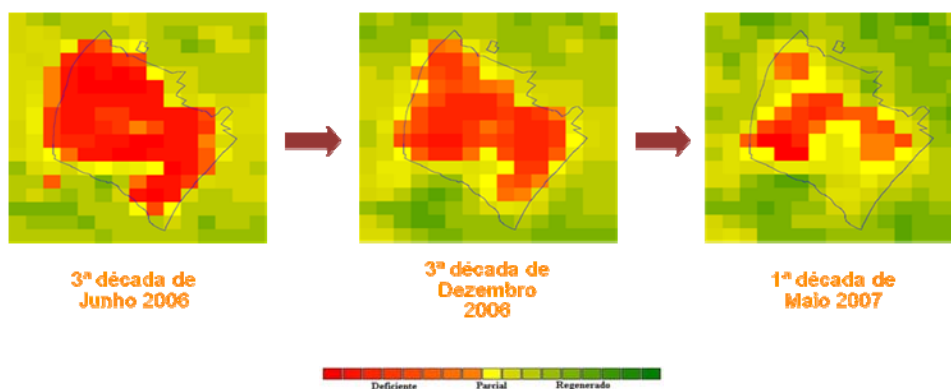 3ª década de
Junho 2006
3ª década de
Dezembro
2006
1ª década de
Maio 2007
Deficiente Parcial Regenerado